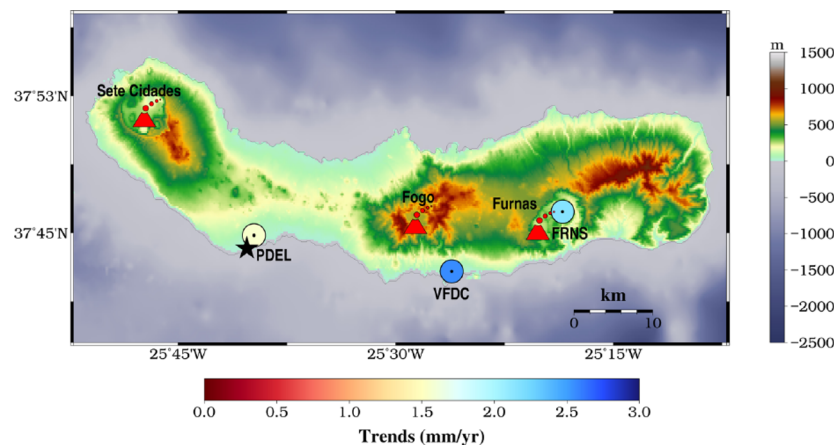 m
1500
1000
500
0
−500
−1000
−1500
−2000
−2500
37°53'N
37°45'N
Sete Cidades
Fogo
Furnas
FRNS
PDEL
VFDC
km
0 10
25°45'W 25°30'W 25°15'W
0.0 0.5 1.0 1.5 2.0 2.5 3.0
Trends (mm/yr)